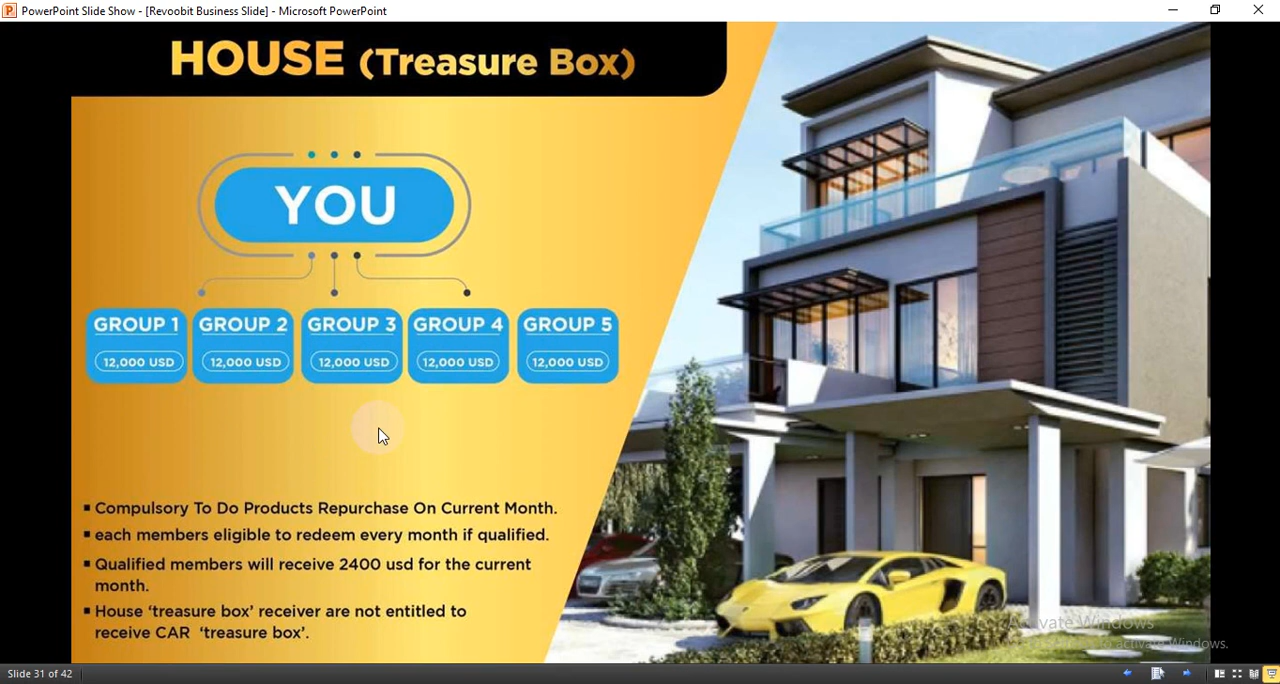 PowerPoint Slide Show - [Revoobit Business Slide] - Microsoft PowerPoint
HOUSE (Treasure Box)
YOU
GROUP 1 GROUP 2 GROUP 3 GROUP 4 GROUP 5
12,000 USD 12,000 USD 12,000 USD 12,000 USD 12,000 USD
▪ Compulsory To Do Products Repurchase On Current Month.
▪ each members eligible to redeem every month if qualified.
▪ Qualified members will receive 2400 usd for the current
month.
▪ House ‘treasure box’ receiver are not entitled to
receive CAR ‘treasure box’.
Activate Windows
Windows.
Slide 31 of 42